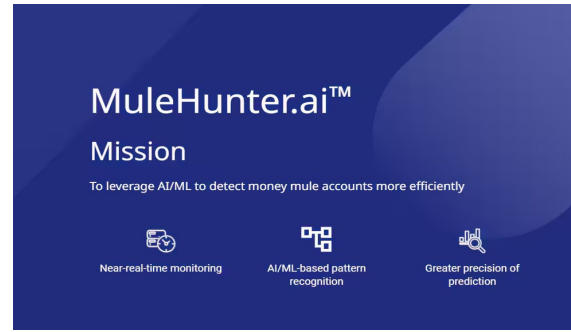 MuleHunter.ai™
Mission
To leverage AI/ML to detect money mule accounts more efficiently
Near-real-time monitoring
AI/ML-based pattern
recognition
Greater precision of
prediction